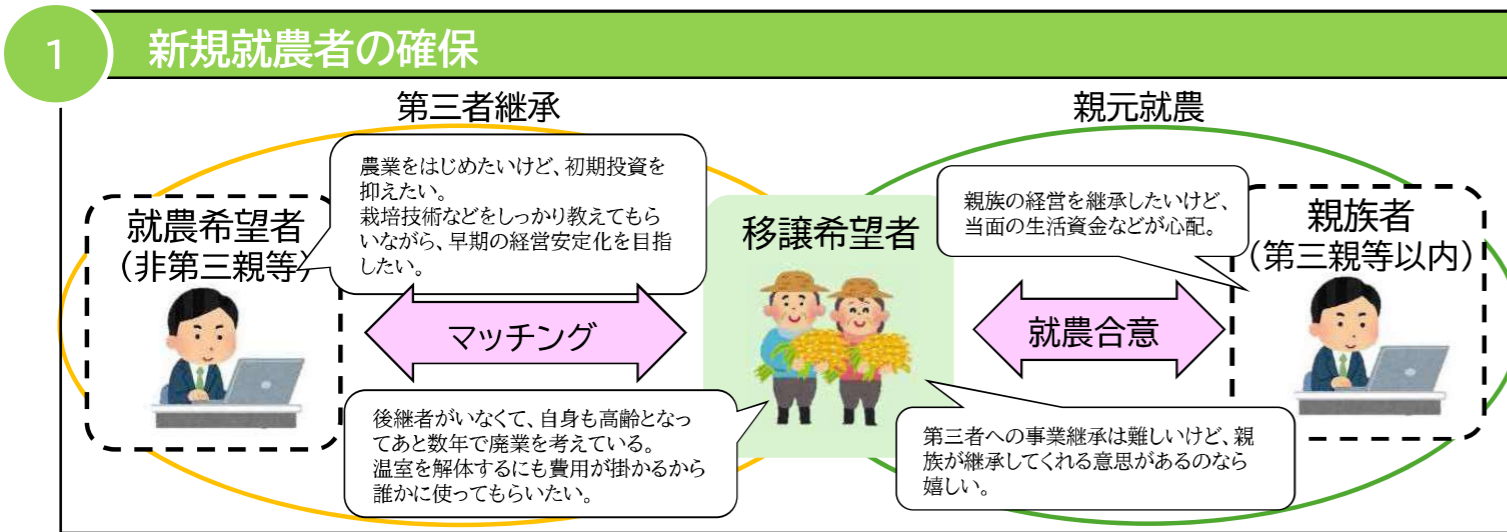 1
新規就農者の確保
第三者継承
親元就農
農業をはじめたいけど、初期投資を
抑えたい。
栽培技術などをしっかり教えてもら
いながら、早期の経営安定化を目指
したい。
就農希望者
（非第三親等）
マッチング
後継者がいなくて、自身も高齢となっ
てあと数年で廃業を考えている。
温室を解体するにも費用が掛かるから
誰かに使ってもらいたい。
移譲希望者
親族の経営を継承したいけど、
当面の生活資金などが心配。
就農合意
親族者
（第三親等以内）
第三者への事業継承は難しいけど、親
族が継承してくれる意思があるのなら
嬉しい。